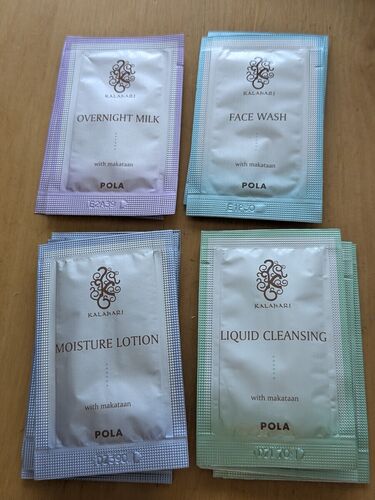 KALAHARI
OVERNIGHT MILK
with makataan
POLA
KALAHARI
FACE WASH
with makataan
POLA
KALAHARI
MOISTURE LOTION
with makataan
POLA
KALAHARI
LIQUID CLEANSING
with makataan
POLA